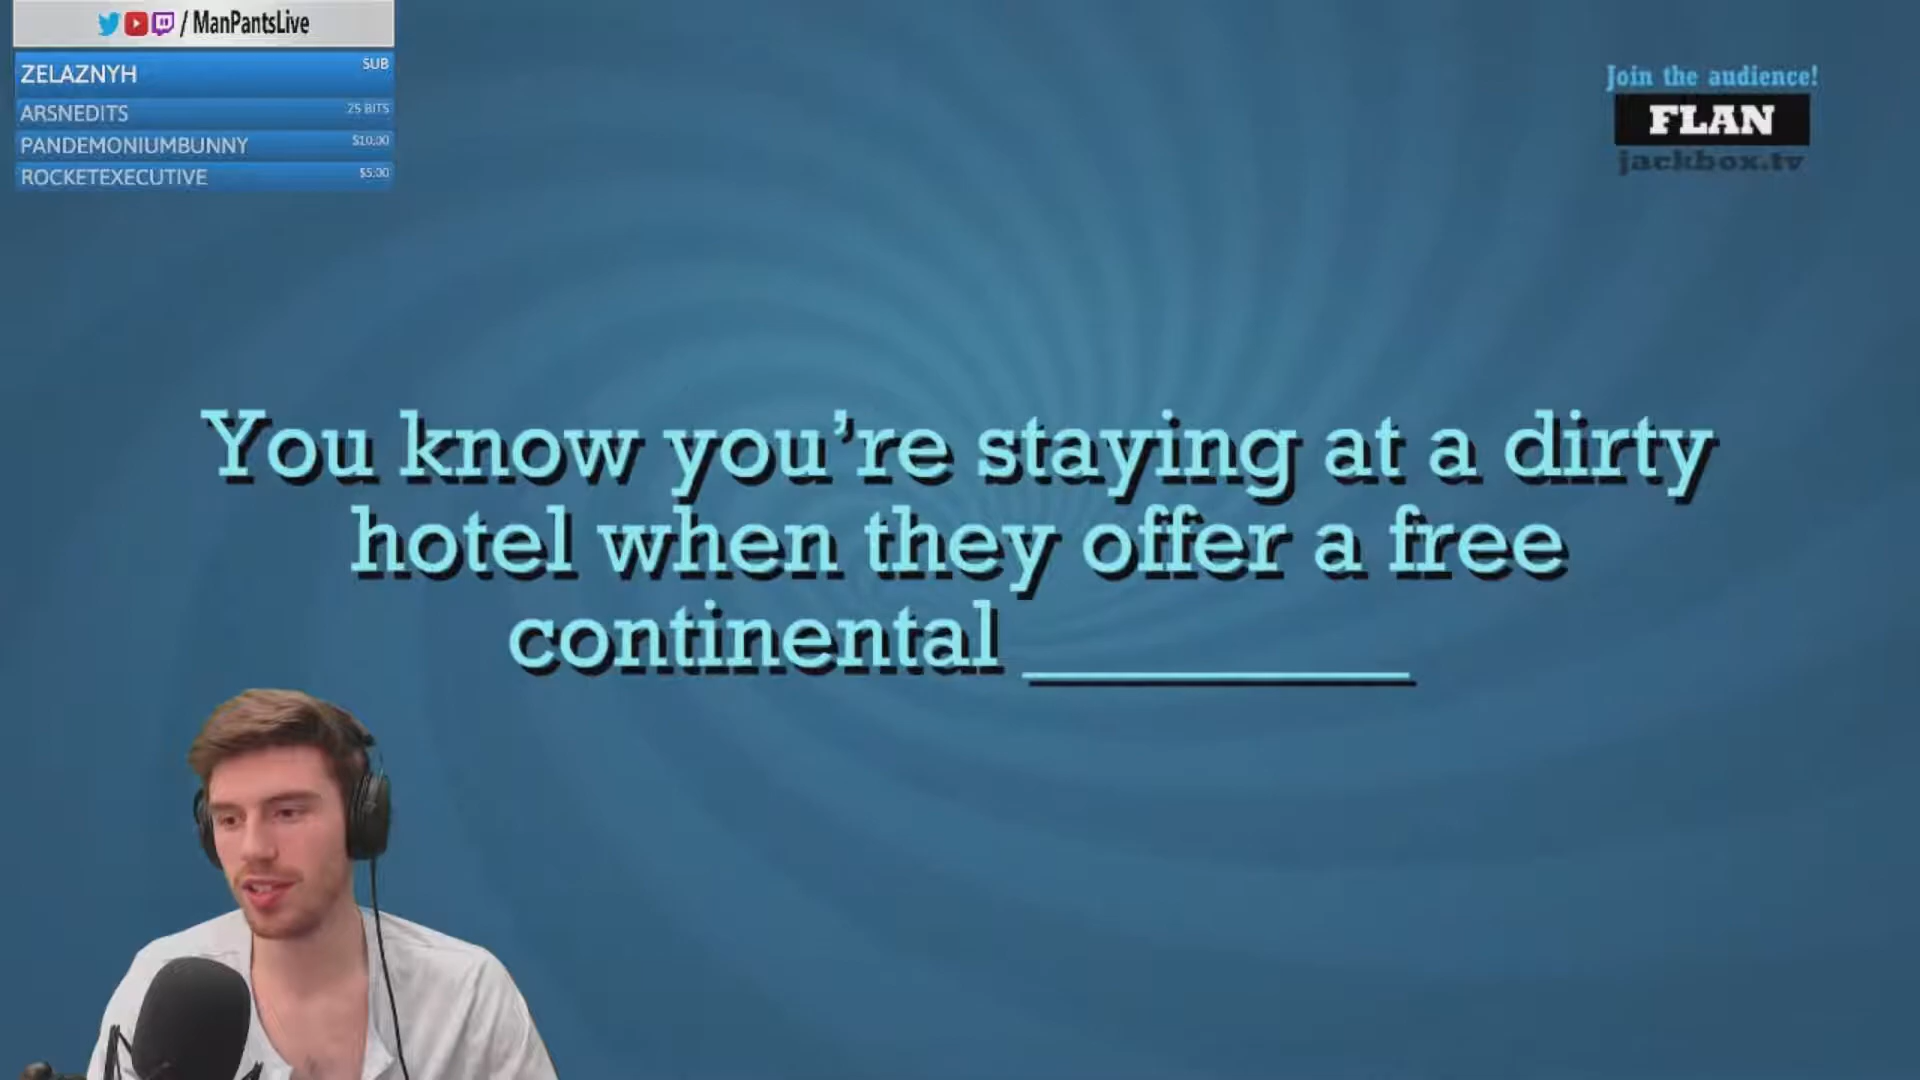 / ManPantsLive
ZELAZNYH SUB
ARSNEDITS 25 BITS
PANDEMONIUMBUNNY $10.00
ROCKETEXECUTIVE $5.00
Join the audience!
FLAN
jackbox.tv
You know you're staying at a dirty
hotel when they offer a free
continental __________